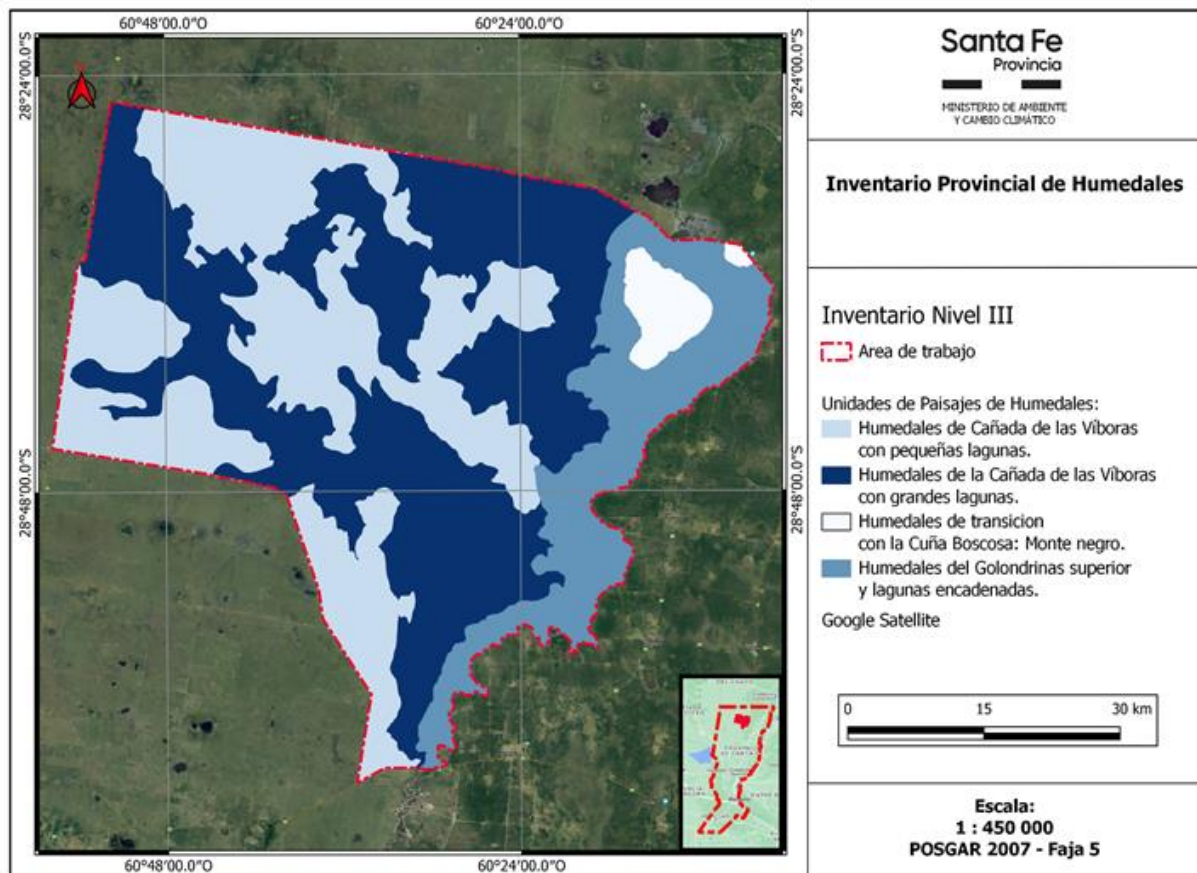 60°48'00.0"O
60°24'00.0"O
28°24'00.0"S
28°24'00.0"S
28°48'00.0"S
28°48'00.0"S
60°48'00.0"O
60°24'00.0"O
Santa Fe
Provincia
MINISTERIO DE AMBIENTE
Y CAMBIO CLIMÁTICO
Inventario Provincial de Humedales
Inventario Nivel III
Area de trabajo
Unidades de Paisajes de Humedales:
Humedales de Cañada de las Víboras
con pequeñas lagunas.
Humedales de la Cañada de las Víboras
con grandes lagunas.
Humedales de transicion
con la Cuña Boscosa: Monte negro.
Humedales del Golondrinas superior
y lagunas encadenadas.
Google Satellite
0 15 30 km
Escala:
1 : 450 000
POSGAR 2007 - Faja 5